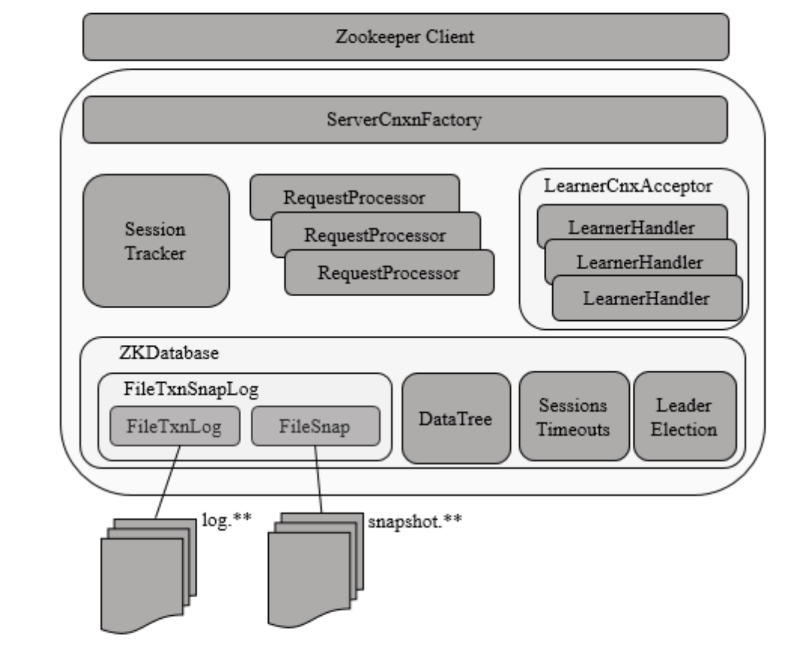 Zookeeper Client
ServerCnxnFactory
Session
Tracker
RequestProcessor
RequestProcessor
RequestProcessor
LearnerCnxAcceptor
LearnerHandler
LearnerHandler
LearnerHandler
ZKDatabase
FileTxnSnapLog
FileTxnLog
FileSnap
DataTree
Sessions
Timeouts
Leader
Election
log.**
snapshot.**